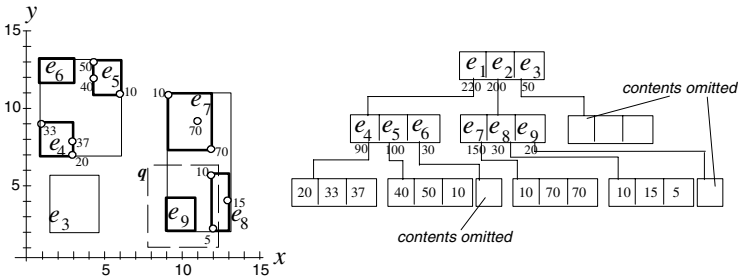 y
15
10
5
5
10
15
x
e6
50
40
e5
10
33
e4
37
20
e3
10
e7
70
70
q
10
e9
15
e8
5
e1 e2 e3
220 200 50
contents omitted
e4 e5 e6
e7 e8 e9
90 100 30
150 30 20
20 33 37
40 50 10
10 70 70
10 15 5
contents omitted